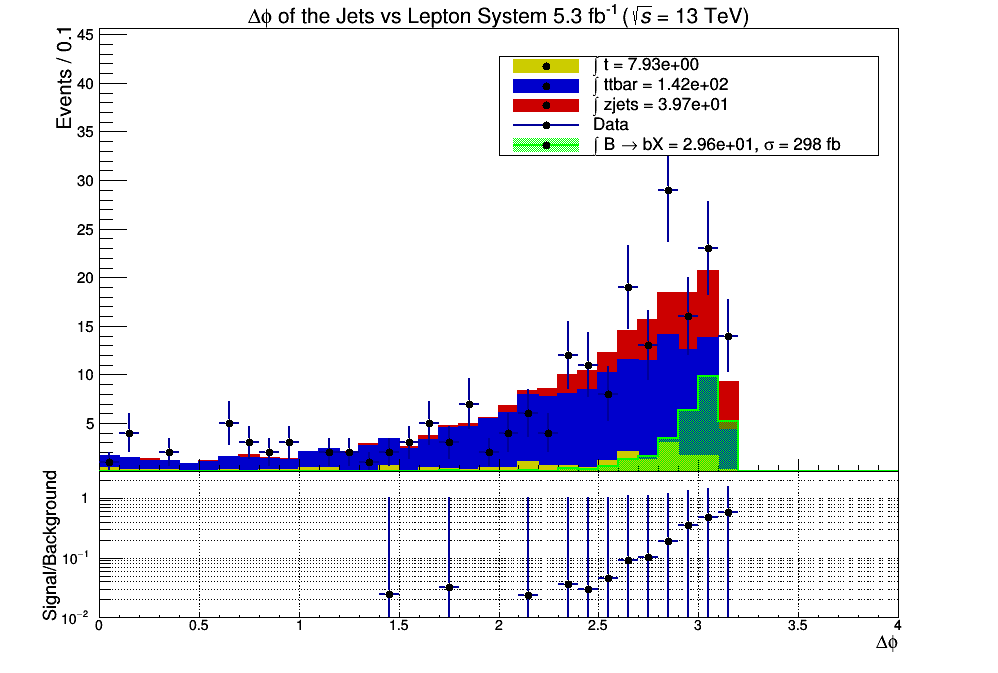 Δϕ of the Jets vs Lepton System 5.3 fb⁻¹ (√s = 13 TeV)
Events / 0.1
45
40
35
30
25
20
15
10
5
∫ t = 7.93e+00
∫ ttbar = 1.42e+02
∫ zjets = 3.97e+01
Data
∫ B → bX = 2.96e+01, σ = 298 fb
Signal/Background
1
10⁻¹
10⁻²
0 0.5 1 1.5 2 2.5 3 3.5 4
Δϕ